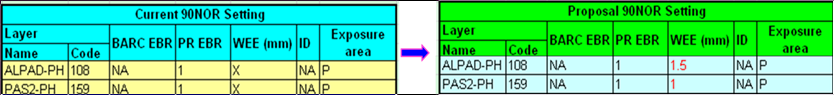 Current 90NOR Setting
Layer BARC EBR PR EBR WEE (mm) ID Exposure area
Name Code
ALPAD-PH 108 NA 1 X NA P
PAS2-PH 159 NA 1 X NA P
Proposal 90NOR Setting
Layer BARC EBR PR EBR WEE (mm) ID Exposure area
Name Code
ALPAD-PH 108 NA 1 1.5 NA P
PAS2-PH 159 NA 1 1 NA P